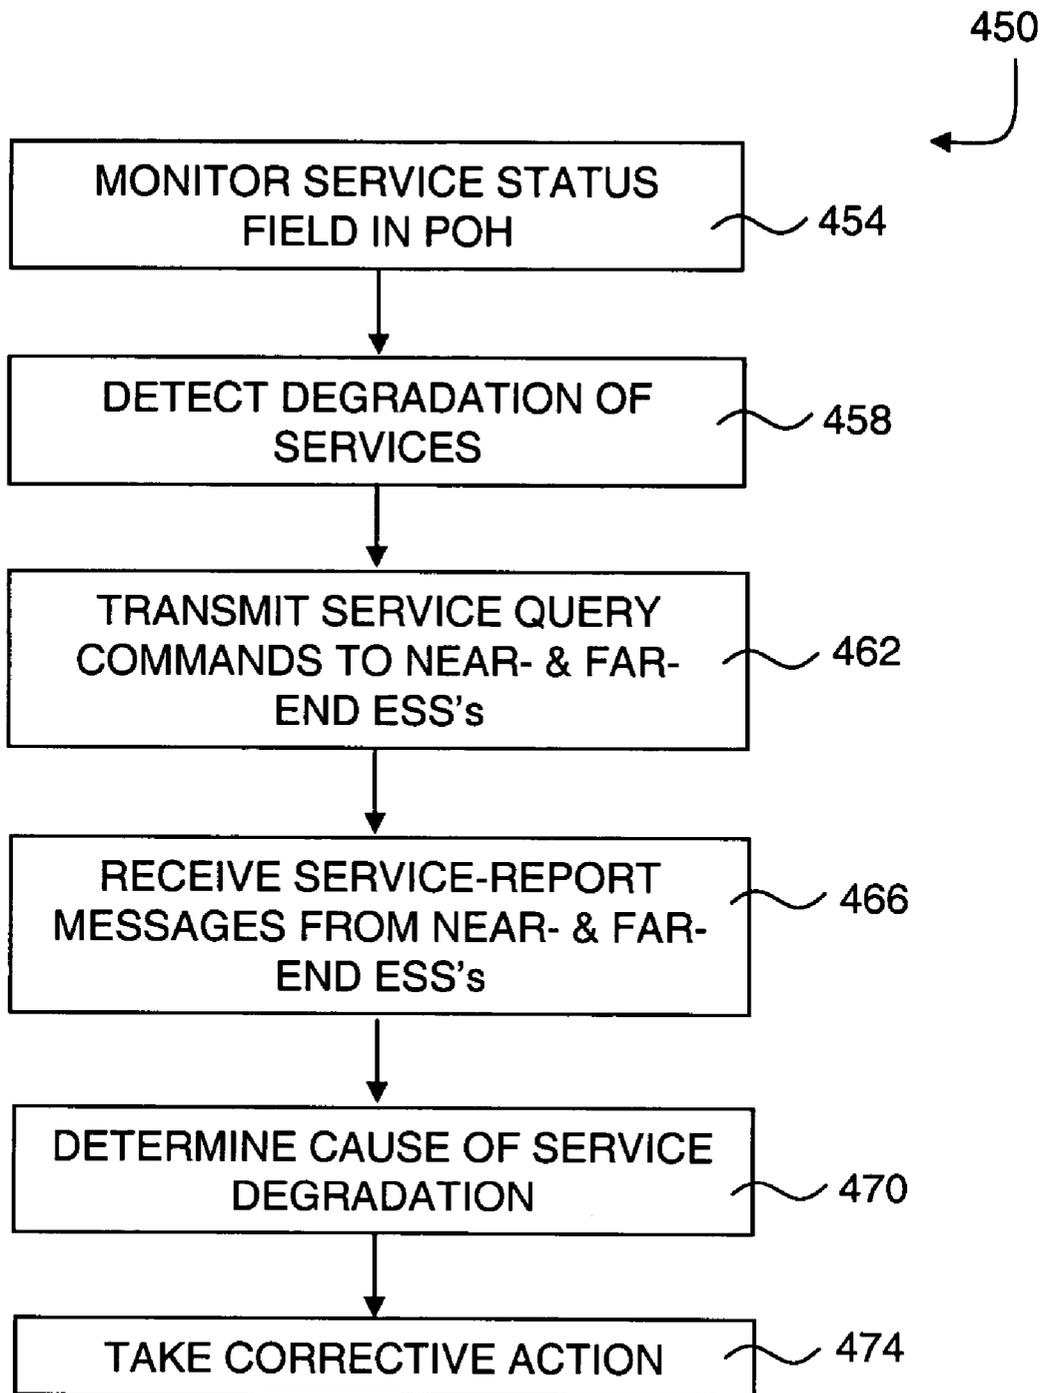 450
MONITOR SERVICE STATUS
FIELD IN POH
454
DETECT DEGRADATION OF
SERVICES
458
TRANSMIT SERVICE QUERY
COMMANDS TO NEAR- & FAR-
END ESS's
462
RECEIVE SERVICE-REPORT
MESSAGES FROM NEAR- & FAR-
END ESS's
466
DETERMINE CAUSE OF SERVICE
DEGRADATION
470
TAKE CORRECTIVE ACTION
474